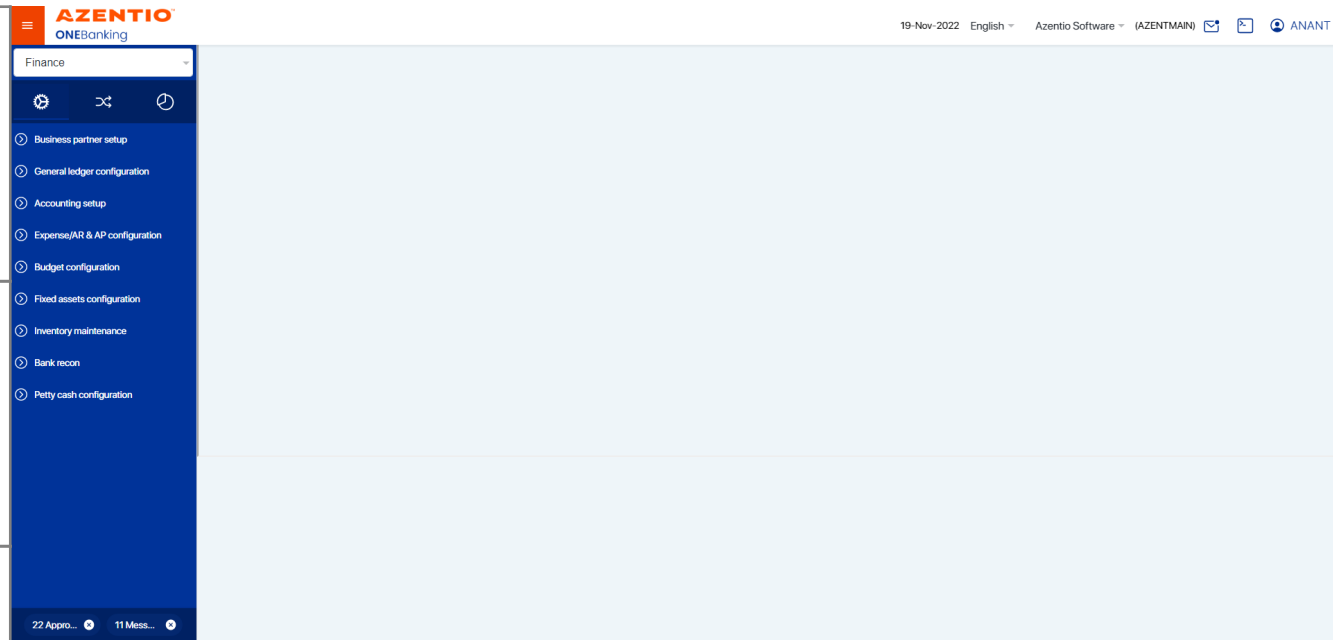 AZENTIO™
ONEBanking
19-Nov-2022 English Azentio Software (AZENTMAIN) ANANT
Finance
Business partner setup
General ledger configuration
Accounting setup
Expense/AR & AP configuration
Budget configuration
Fixed assets configuration
Inventory maintenance
Bank recon
Petty cash configuration
22 Appro... 11 Mess...